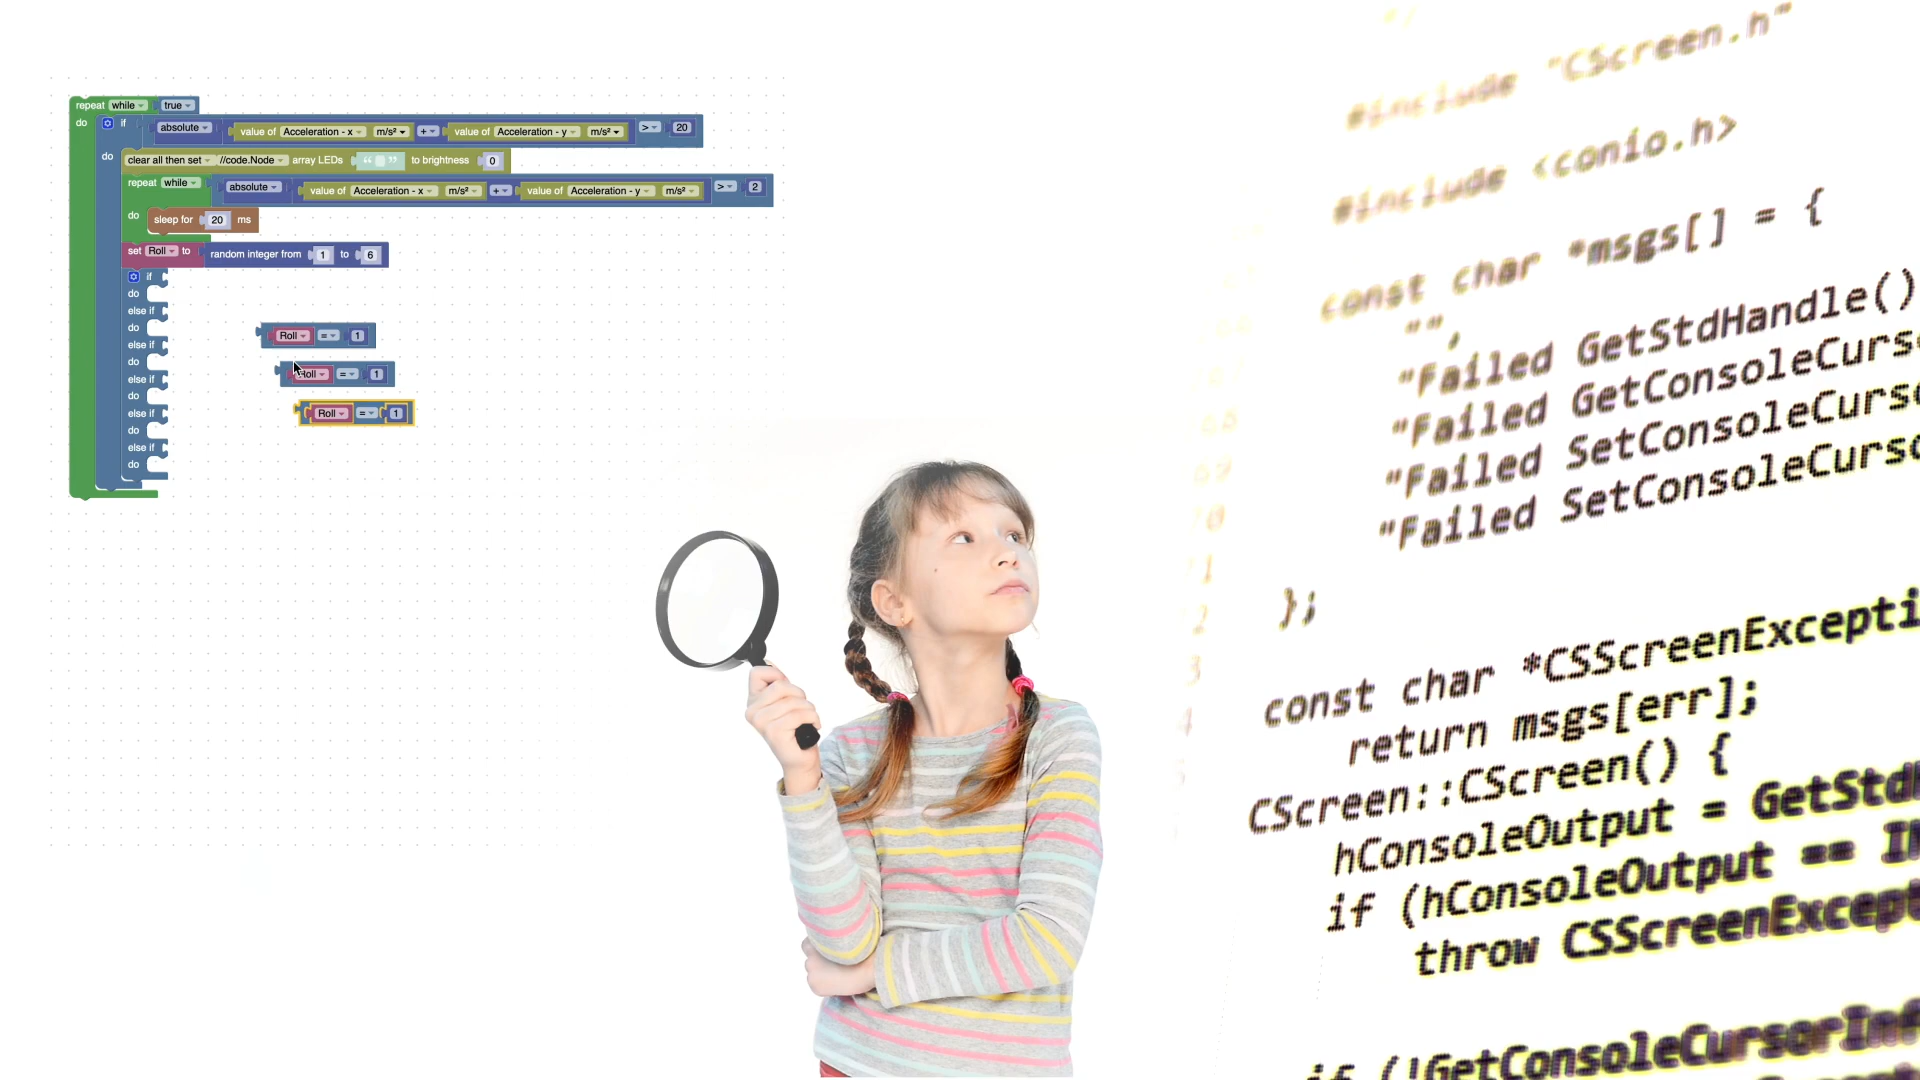 repeat while true
do if absolute value of Acceleration - x m/s² + value of Acceleration - y m/s² > 20
do clear all then set //code.Node array LEDs “ ” to brightness 0
repeat while absolute value of Acceleration - x m/s² + value of Acceleration - y m/s² > 2
do sleep for 20 ms
set Roll to random integer from 1 to 6
if
do
else if
do
else if
do
else if
do
else if
do
else if
do
Roll = 1
Roll = 1
Roll = 1
#include "CScreen.h"
#include <conio.h>
const char *msgs[] = {
"",
"Failed GetStdHandle()
"Failed GetConsoleCurs
"Failed SetConsoleCurs
"Failed SetConsoleCurs
};
const char *CSScreenExcepti
return msgs[err];
CScreen::CScreen() {
hConsoleOutput = GetStd
if (hConsoleOutput == IN
throw CSScreenExcept
if (!GetConsoleCursorInf